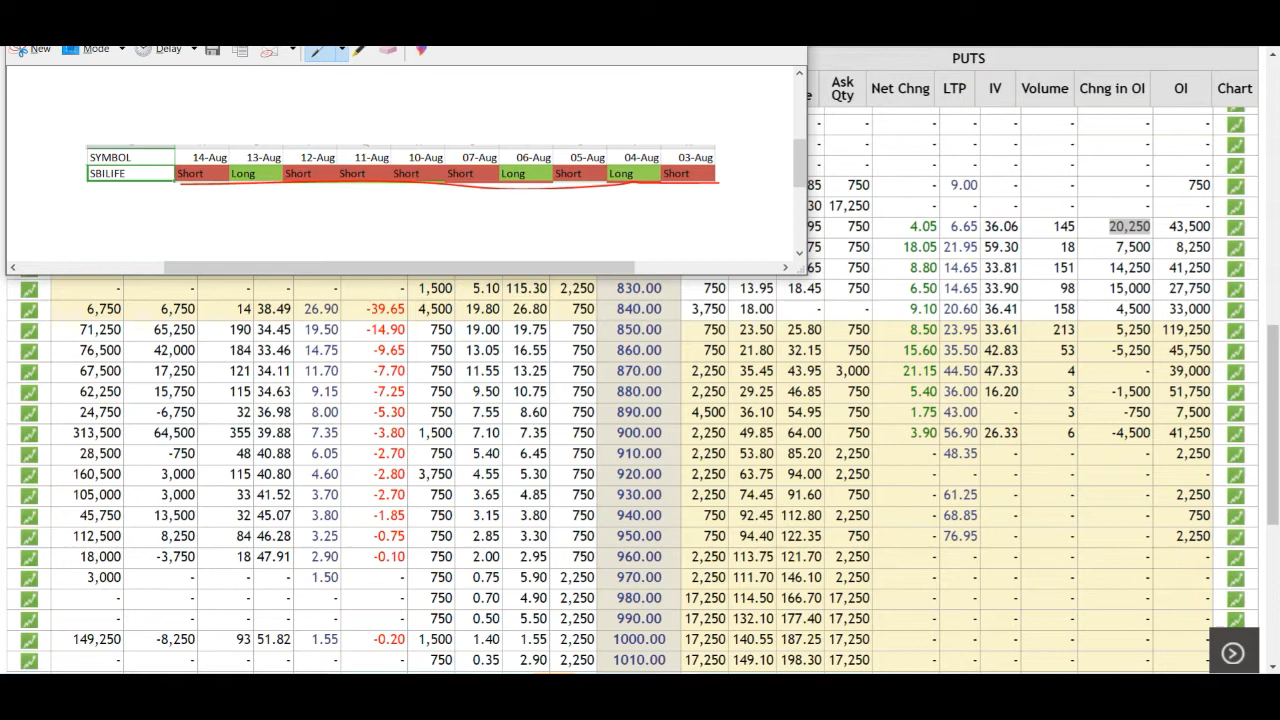 New Mode Delay
PUTS
Ask Qty Net Chng LTP IV Volume Chng in OI OI Chart
SYMBOL 14-Aug 13-Aug 12-Aug 11-Aug 10-Aug 07-Aug 06-Aug 05-Aug 04-Aug 03-Aug
SBILIFE Short Long Short Short Short Short Long Short Long Short
- - - - - - -
- - - - - - -
- - - - - - -
85 750 - 9.00 - - - 750
30 17,250 - - - - - -
95 750 4.05 6.65 36.06 145 20,250 43,500
75 750 18.05 21.95 59.30 18 7,500 8,250
65 750 8.80 14.65 33.81 151 14,250 41,250
- - - - - - 1,500 5.10 115.30 2,250 830.00 750 13.95 18.45 750 6.50 14.65 33.90 98 15,000 27,750
6,750 6,750 14 38.49 26.90 -39.65 4,500 19.80 26.80 750 840.00 3,750 18.00 - - 9.10 20.60 36.41 158 4,500 33,000
71,250 65,250 190 34.45 19.50 -14.90 750 19.00 19.75 750 850.00 750 23.50 25.80 750 8.50 23.95 33.61 213 5,250 119,250
76,500 42,000 184 33.46 14.75 -9.65 750 13.05 16.55 750 860.00 750 21.80 32.15 750 15.60 35.50 42.83 53 -5,250 45,750
67,500 17,250 121 34.11 11.70 -7.70 750 11.55 13.25 750 870.00 2,250 35.45 43.95 3,000 21.15 44.50 47.33 4 - 39,000
62,250 15,750 115 34.63 9.15 -7.25 750 9.50 10.75 750 880.00 2,250 29.25 46.85 750 5.40 36.00 16.20 3 -1,500 51,750
24,750 -6,750 32 36.98 8.00 -5.30 750 7.55 8.60 750 890.00 4,500 36.10 54.95 750 1.75 43.00 - 3 -750 7,500
313,500 64,500 355 39.88 7.35 -3.80 1,500 7.10 7.35 750 900.00 2,250 49.85 64.00 750 3.90 56.90 26.33 6 -4,500 41,250
28,500 -750 48 40.88 6.05 -2.70 750 5.40 6.45 750 910.00 2,250 53.80 85.20 2,250 - 48.35 - - - 2,250
160,500 3,000 115 40.80 4.60 -2.80 3,750 4.55 5.30 750 920.00 2,250 63.75 94.00 2,250 - - - - - -
105,000 3,000 33 41.52 3.70 -2.70 750 3.65 4.85 750 930.00 2,250 74.45 91.60 750 - 61.25 - - - 2,250
45,750 13,500 32 45.07 3.80 -1.85 750 3.15 3.80 750 940.00 750 92.45 112.80 2,250 - 68.85 - - - 750
112,500 8,250 84 46.28 3.25 -0.75 750 2.85 3.30 750 950.00 750 94.40 122.35 750 - 76.95 - - - 2,250
18,000 -3,750 18 47.91 2.90 -0.10 750 2.00 2.95 750 960.00 2,250 113.75 121.70 2,250 - - - - - -
3,000 - - - 1.50 - 750 0.75 5.90 2,250 970.00 2,250 111.70 146.10 2,250 - - - - - -
- - - - - - 750 0.70 4.90 2,250 980.00 17,250 114.50 166.70 17,250 - - - - - -
- - - - - - 750 0.50 5.50 2,250 990.00 17,250 132.10 177.40 17,250 - - - - - -
149,250 -8,250 93 51.82 1.55 -0.20 1,500 1.40 1.55 2,250 1000.00 17,250 140.55 187.25 17,250 - - - - - -
- - - - - - 750 0.35 2.90 2,250 1010.00 17,250 149.10 198.30 17,250 - - - - - -